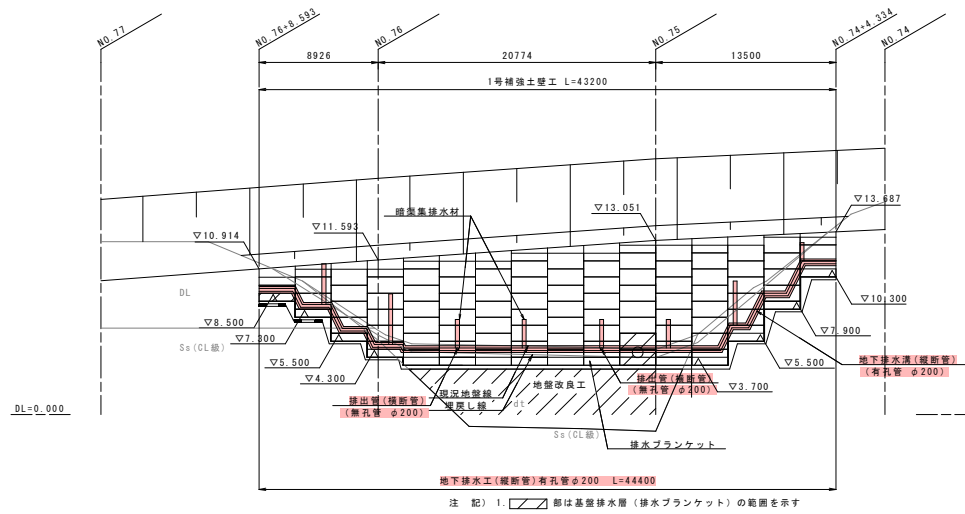 NO.77
NO.76+8.593
NO.76
NO.75
NO.74+4.334
NO.74
8926
20774
13500
1号補強土壁工 L=43200
暗渠集排水材
▽13.051
▽13.687
▽11.593
▽10.914
DL
▽10.300
▽8.500
▽7.300
▽7.900
Ss(CL級)
▽5.500
▽5.500
地下排水溝(縦断管)
(有孔管 φ200)
▽4.300
現況地盤線
地盤改良工
排出管(横断管)
(無孔管 φ200)
▽3.700
排出管(横断管)
(無孔管 φ200)
埋戻し線
dt
DL=0.000
Ss(CL級)
排水ブランケット
地下排水工(縦断管)有孔管φ200 L=44400
注 記) 1. 部は基盤排水層(排水ブランケット)の範囲を示す